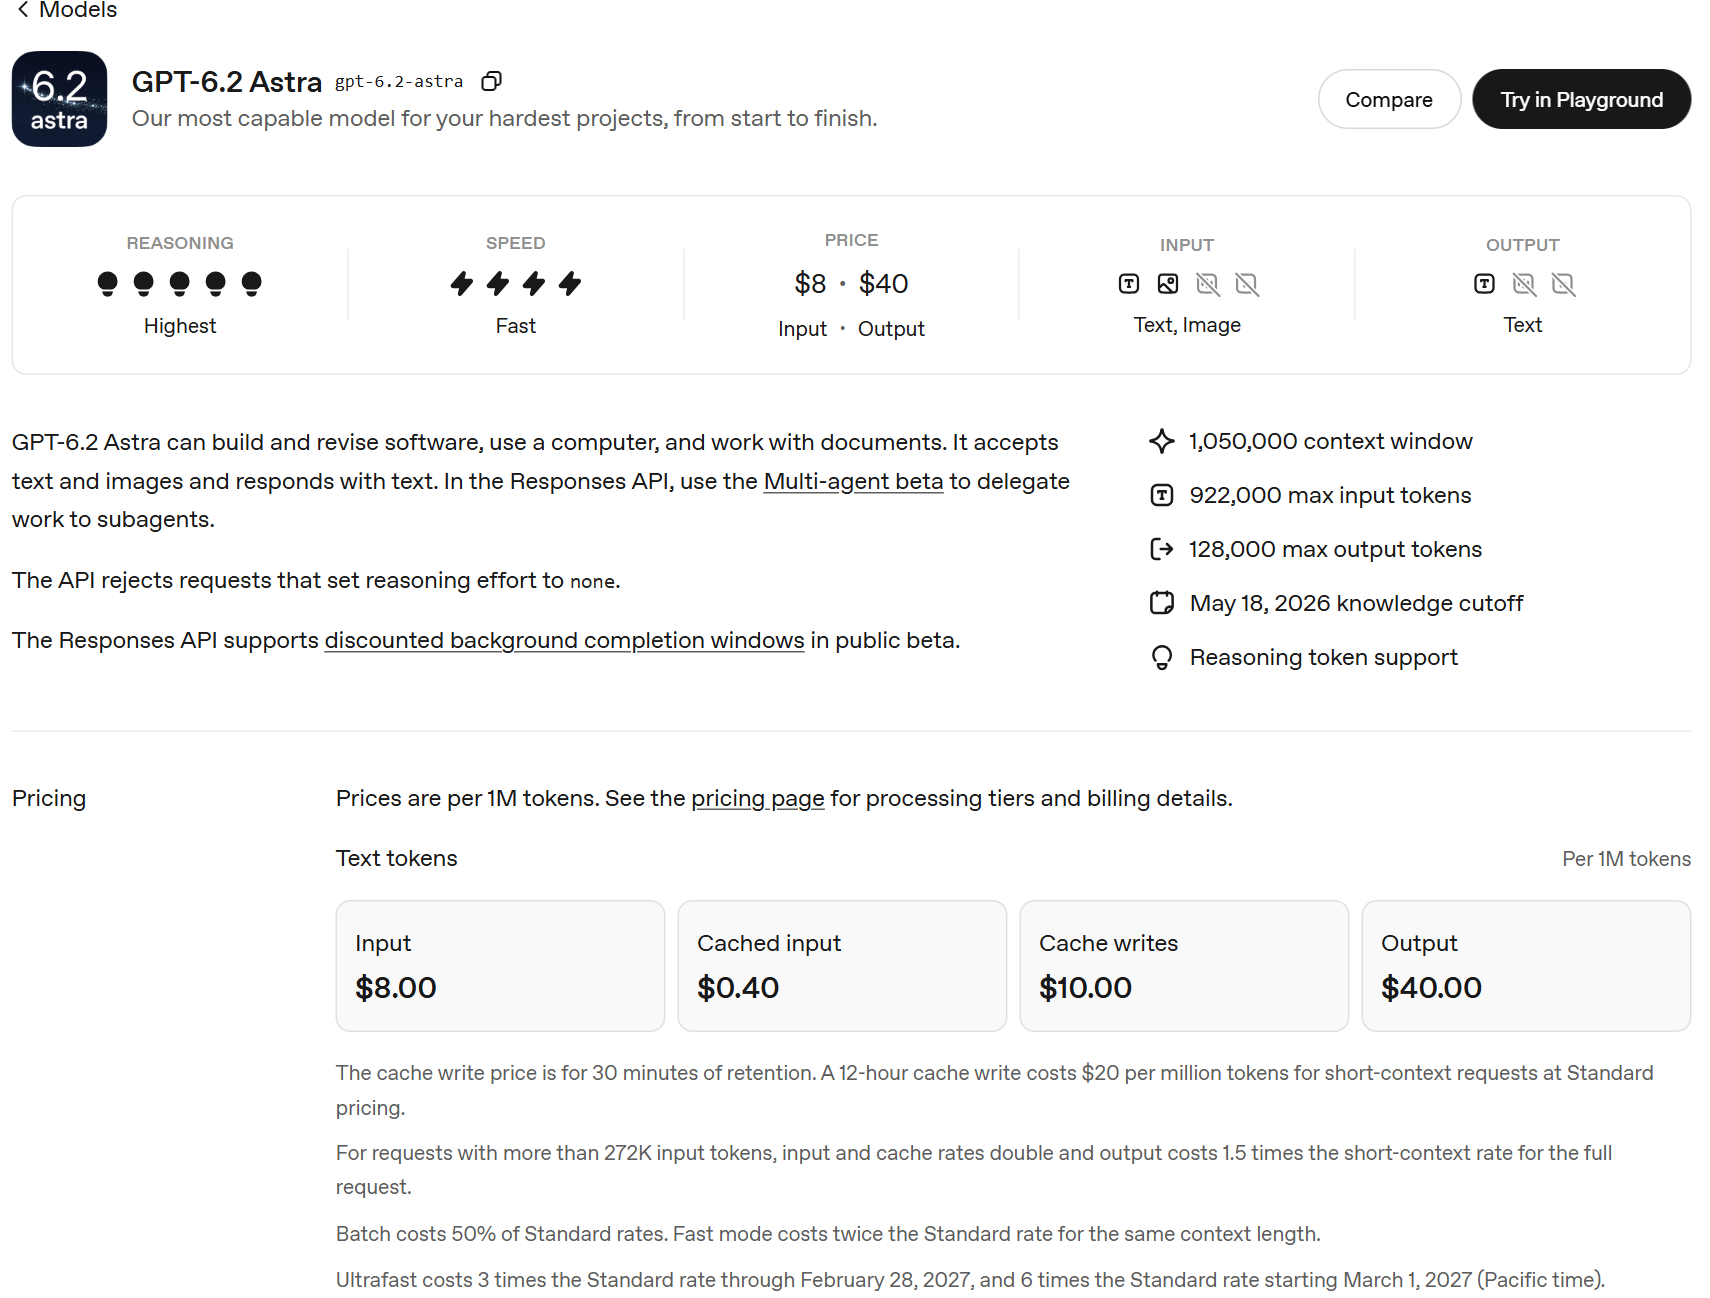 Models
6.2
astra
GPT-6.2 Astra gpt-6.2-astra
Our most capable model for your hardest projects, from start to finish.
Compare
Try in Playground
REASONING
Highest
SPEED
Fast
PRICE
$8 · $40
Input · Output
INPUT
Text, Image
OUTPUT
Text
GPT-6.2 Astra can build and revise software, use a computer, and work with documents. It accepts
text and images and responds with text. In the Responses API, use the Multi-agent beta to delegate
work to subagents.
The API rejects requests that set reasoning effort to none.
The Responses API supports discounted background completion windows in public beta.
1,050,000 context window
922,000 max input tokens
128,000 max output tokens
May 18, 2026 knowledge cutoff
Reasoning token support
Pricing
Prices are per 1M tokens. See the pricing page for processing tiers and billing details.
Text tokens
Per 1M tokens
Input
$8.00
Cached input
$0.40
Cache writes
$10.00
Output
$40.00
The cache write price is for 30 minutes of retention. A 12-hour cache write costs $20 per million tokens for short-context requests at Standard
pricing.
For requests with more than 272K input tokens, input and cache rates double and output costs 1.5 times the short-context rate for the full
request.
Batch costs 50% of Standard rates. Fast mode costs twice the Standard rate for the same context length.
Ultrafast costs 3 times the Standard rate through February 28, 2027, and 6 times the Standard rate starting March 1, 2027 (Pacific time).